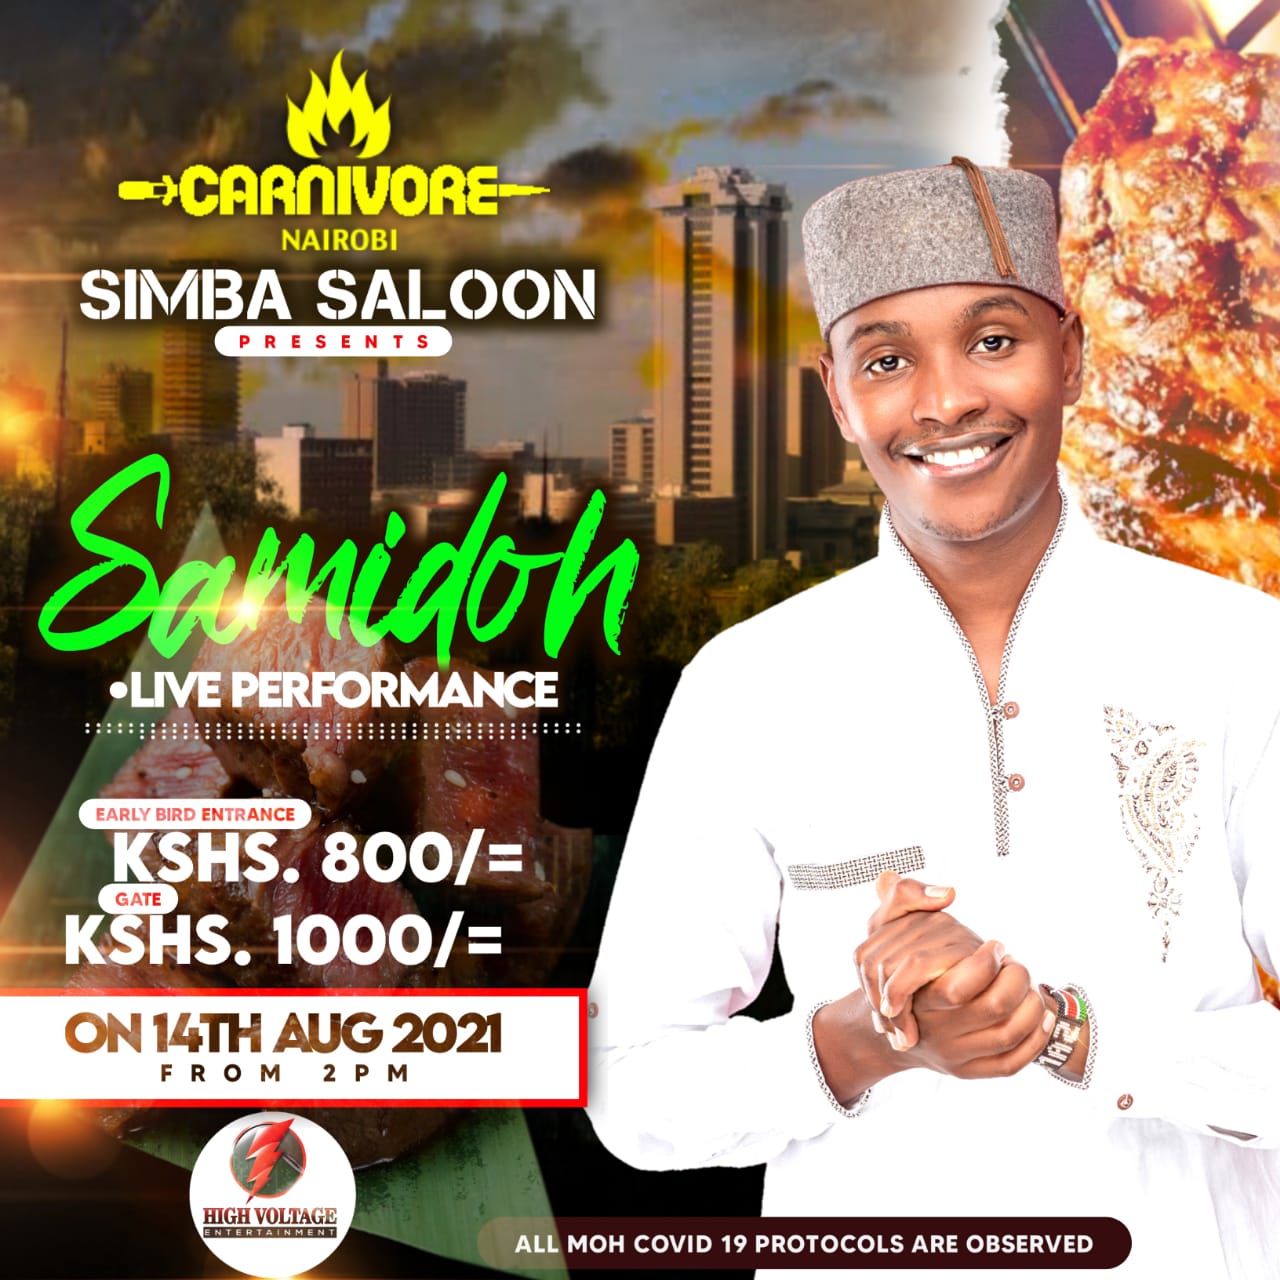 CARNIVORE
NAIROBI
SIMBA SALOON
PRESENTS
Samidoh
•LIVE PERFORMANCE
EARLY BIRD ENTRANCE
KSHS. 800/=
GATE
KSHS. 1000/=
ON 14TH AUG 2021
FROM 2PM
HIGH VOLTAGE
ENTERTAINMENT
ALL MOH COVID 19 PROTOCOLS ARE OBSERVED